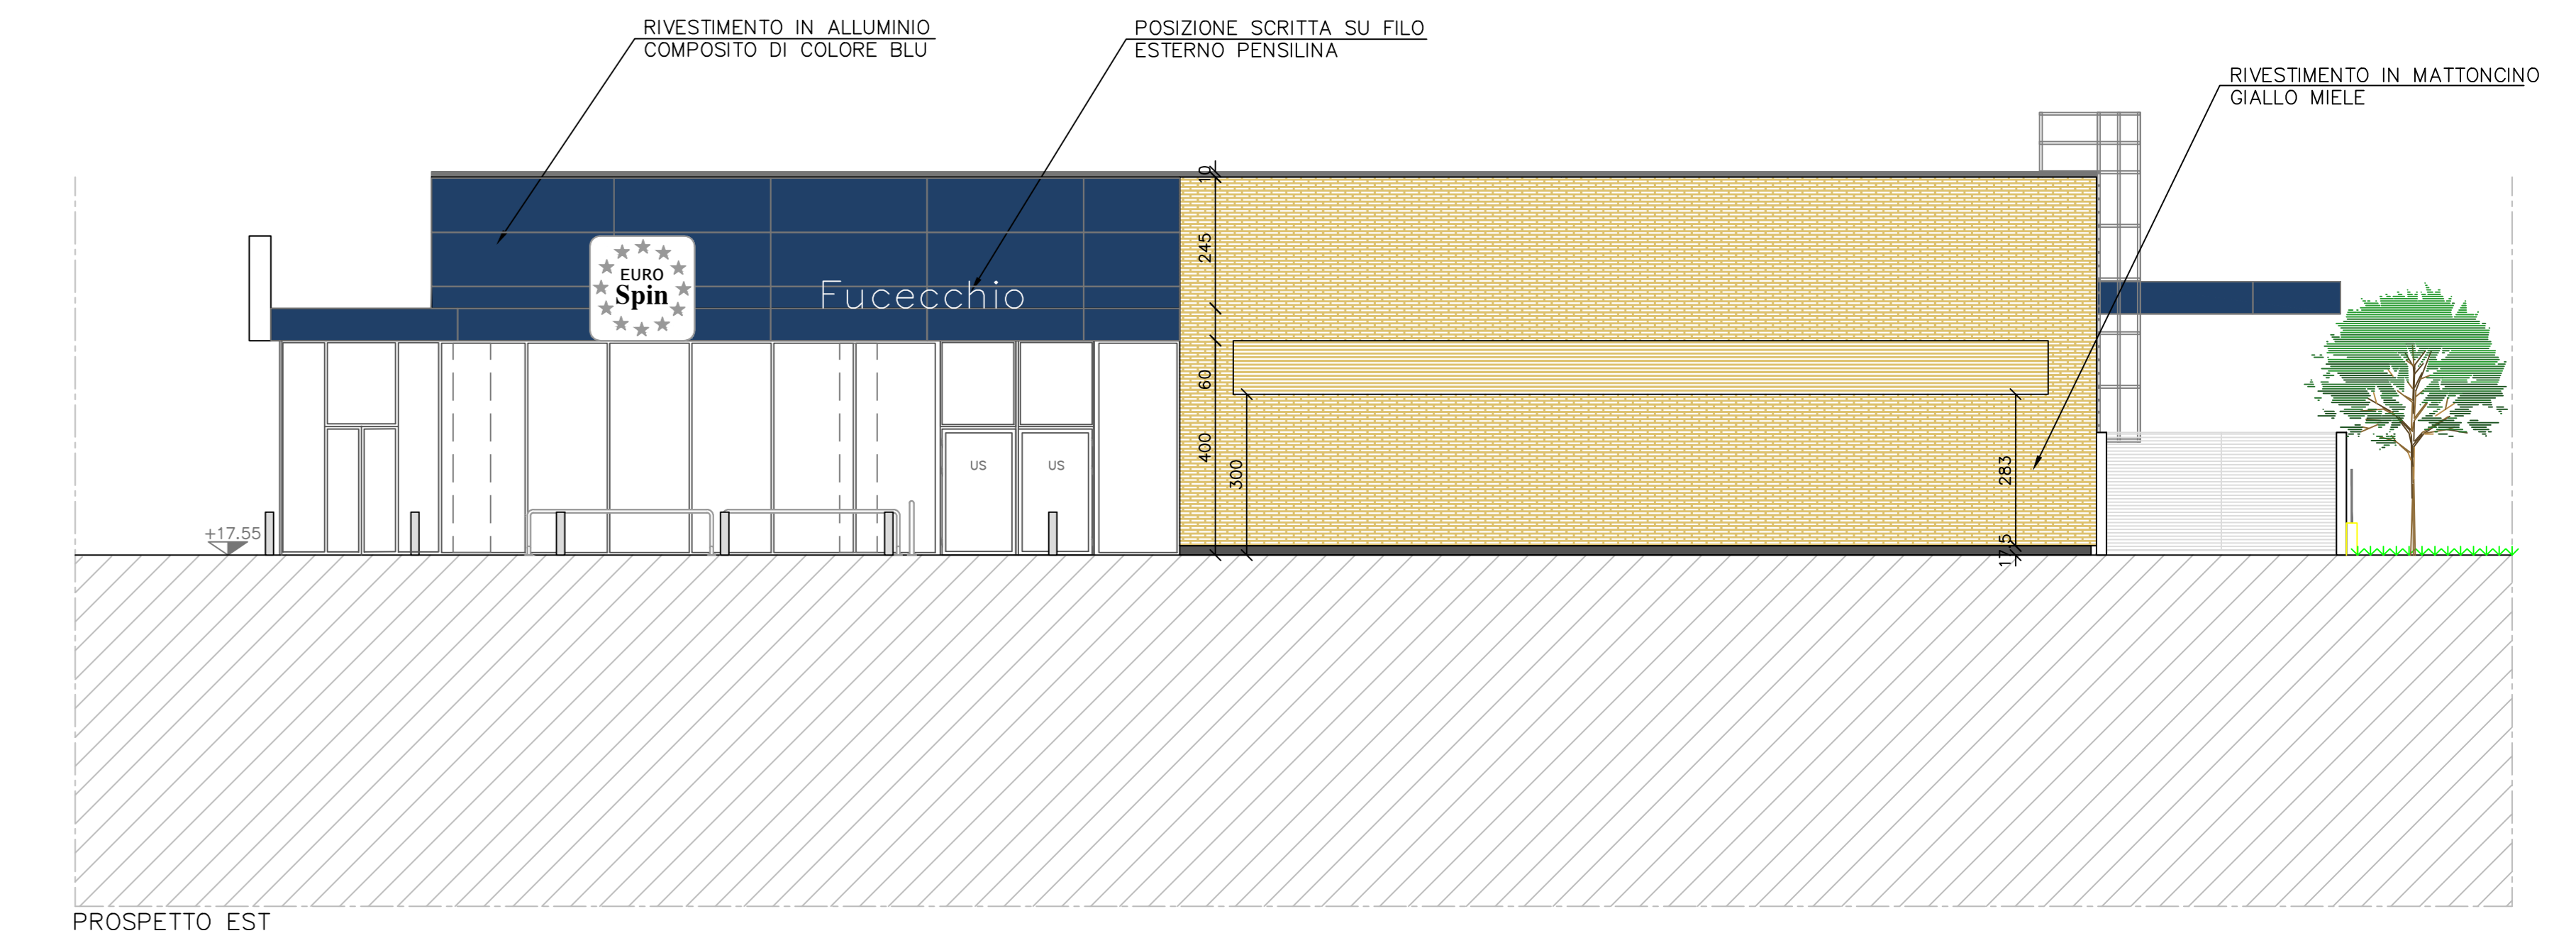 RIVESTIMENTO IN ALLUMINIO
COMPOSITO DI COLORE BLU
POSIZIONE SCRITTA SU FILO
ESTERNO PENSILINA
RIVESTIMENTO IN MATTONCINO
GIALLO MIELE
10
245
EURO
Spin
Fucecchio
60
400
300
283
17.5
US
US
+17.55
PROSPETTO EST